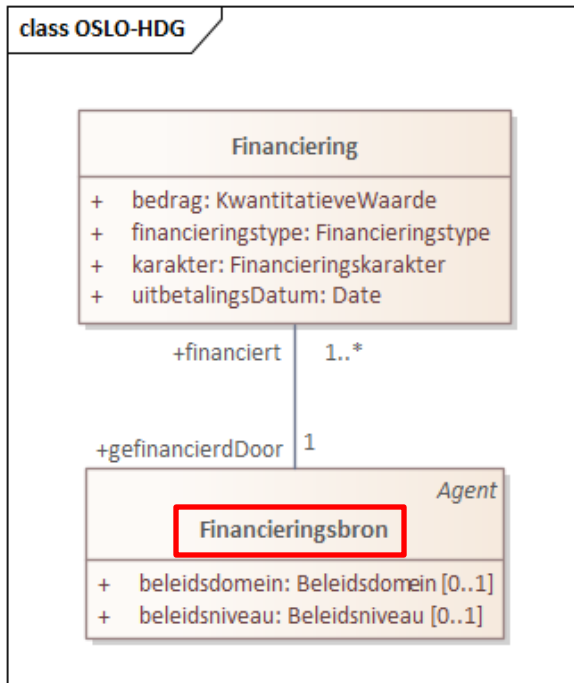 class OSLO-HDG
Financiering
+ bedrag: KwantitatieveWaarde
+ financieringstype: Financieringstype
+ karakter: Financieringskarakter
+ uitbetalingsDatum: Date
+financiert 1..*
+gefinancierdDoor 1
Agent
Financieringsbron
+ beleidsdomein: Beleidsdomein [0..1]
+ beleidsniveau: Beleidsniveau [0..1]